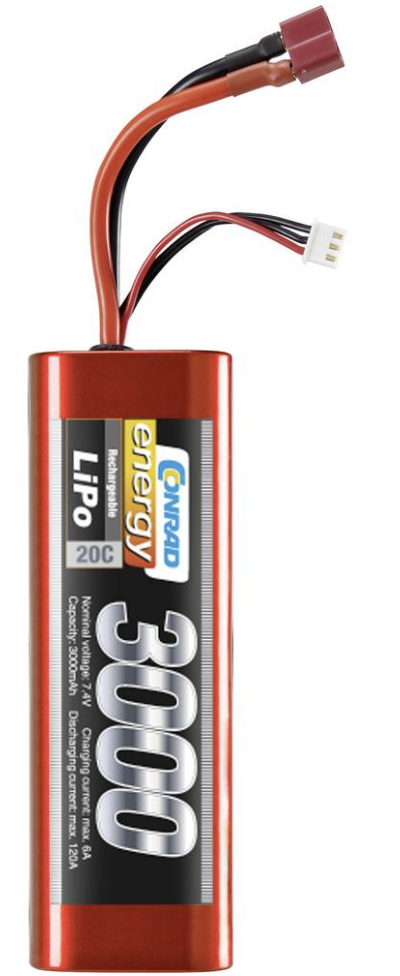 CONRAD
energy
Rechargeable
LiPo
20C
3000
Nominal voltage: 7.4V Charging current: max. 6A
Capacity: 3000mAh Discharging current: max. 120A